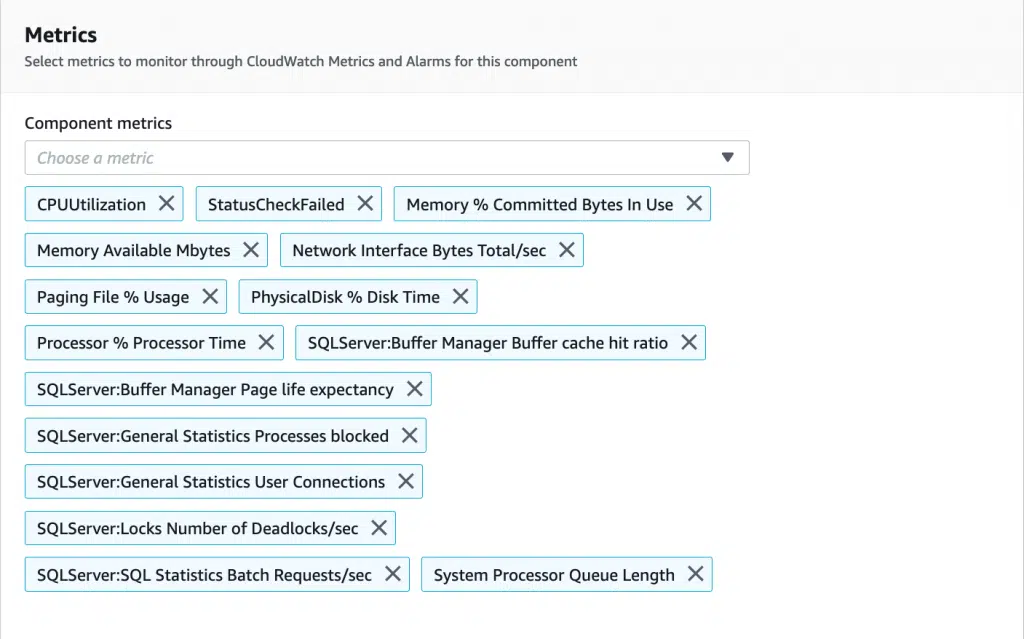 Metrics
Select metrics to monitor through CloudWatch Metrics and Alarms for this component
Component metrics
Choose a metric
CPUUtilization StatusCheckFailed Memory % Committed Bytes In Use
Memory Available Mbytes Network Interface Bytes Total/sec
Paging File % Usage PhysicalDisk % Disk Time
Processor % Processor Time SQLServer:Buffer Manager Buffer cache hit ratio
SQLServer:Buffer Manager Page life expectancy
SQLServer:General Statistics Processes blocked
SQLServer:General Statistics User Connections
SQLServer:Locks Number of Deadlocks/sec
SQLServer:SQL Statistics Batch Requests/sec System Processor Queue Length